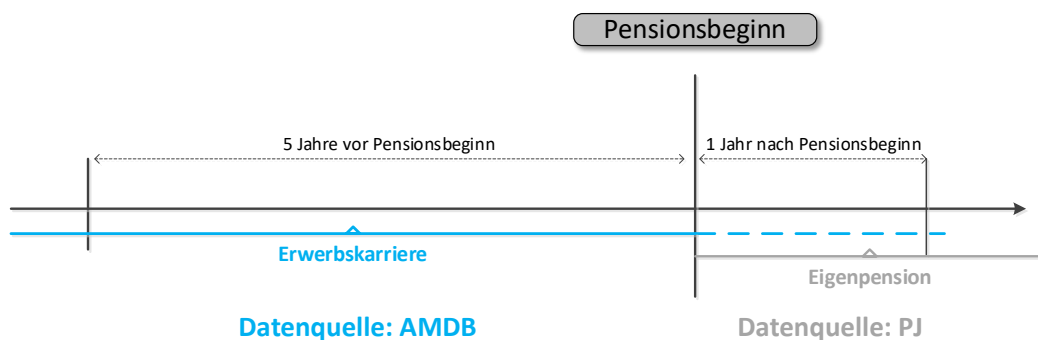 Pensionsbeginn
5 Jahre vor Pensionsbeginn
1 Jahr nach Pensionsbeginn
Erwerbskarriere
Eigenpension
Datenquelle: AMDB
Datenquelle: PJ